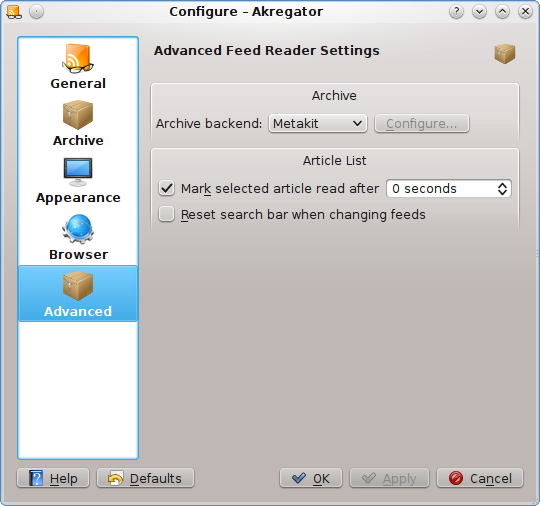 Configure – Akregator
General
Archive
Appearance
Browser
Advanced
Advanced Feed Reader Settings
Archive
Archive backend: Metakit Configure...
Article List
Mark selected article read after 0 seconds
Reset search bar when changing feeds
Help Defaults OK Apply Cancel